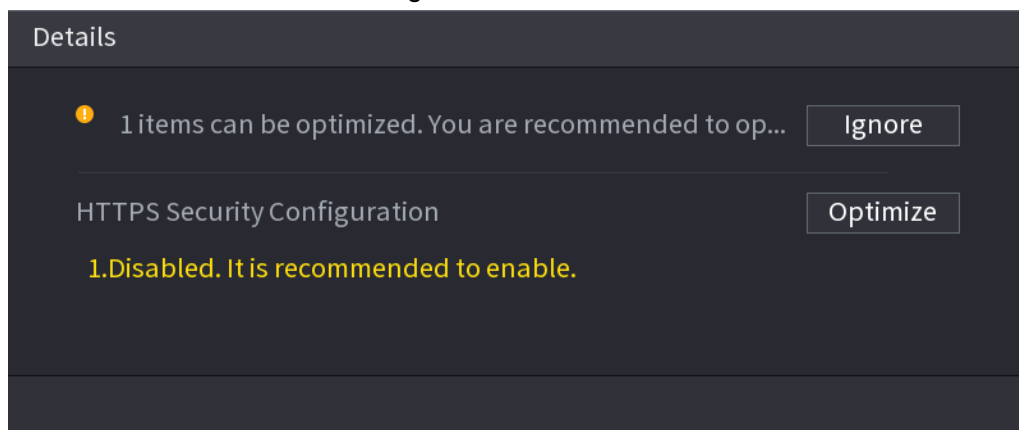 Details
1 items can be optimized. You are recommended to op... Ignore
HTTPS Security Configuration Optimize
1.Disabled. It is recommended to enable.